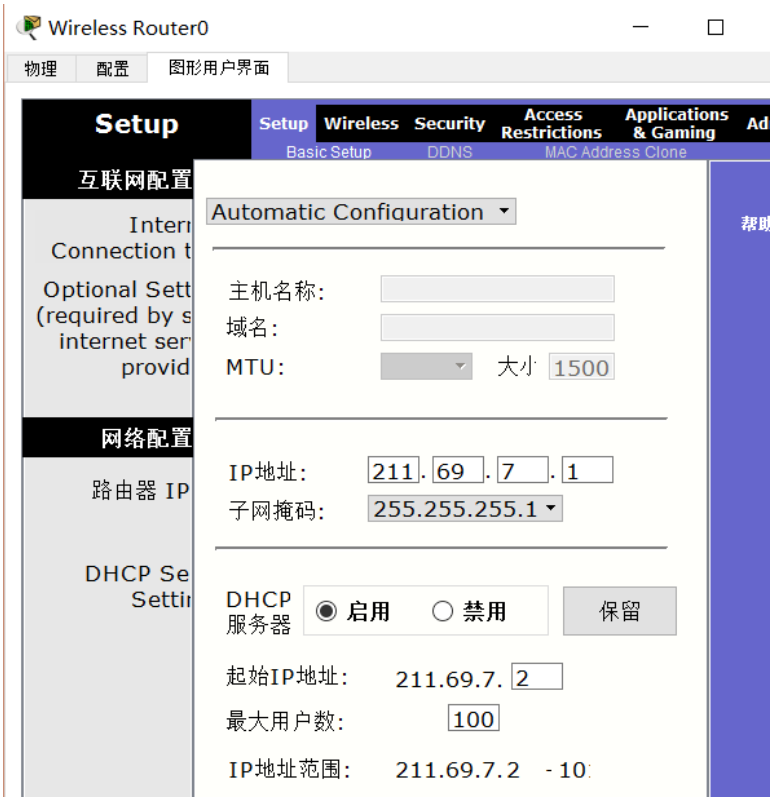 Wireless Router0
物理 配置 图形用户界面
Setup
Setup Wireless Security Access Restrictions Applications & Gaming Ad
Basic Setup DDNS MAC Address Clone
互联网配置
Automatic Configuration
帮助
Intern
Connection t
Optional Sett
(required by s
internet ser
provid
主机名称:
域名:
MTU: 大小 1500
网络配置
路由器 IP
IP地址: 211 . 69 . 7 . 1
子网掩码: 255.255.255.1
DHCP Se
Settin
DHCP
服务器 启用 禁用 保留
起始IP地址: 211.69.7. 2
最大用户数: 100
IP地址范围: 211.69.7.2 - 10